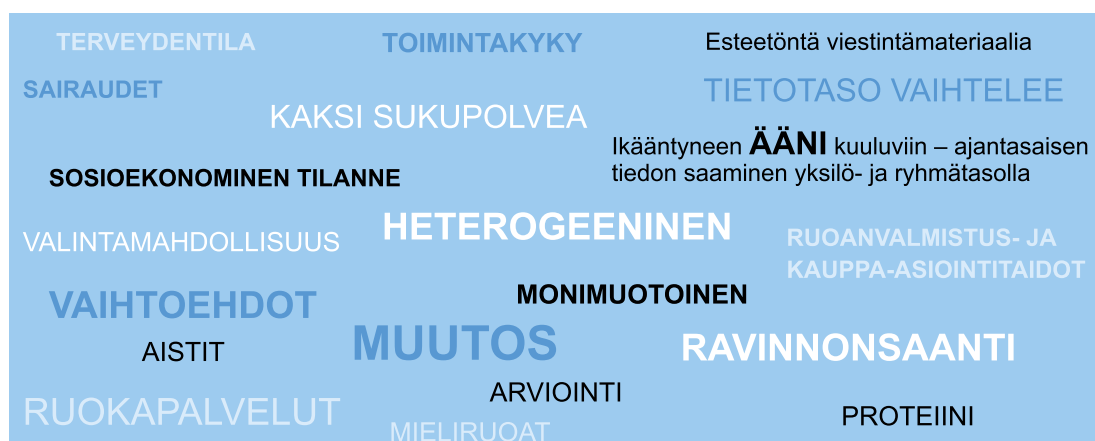 TERVEYDENTILA
TOIMINTAKYKY
Esteetöntä viestintämateriaalia
SAIRAUDET
TIETOTASO VAIHTELEE
KAKSI SUKUPOLVEA
Ikääntyneen ÄÄNI kuuluviin – ajantasaisen
tiedon saaminen yksilö- ja ryhmätasolla
SOSIOEKONOMINEN TILANNE
HETEROGEENINEN
VALINTAMAHDOLLISUUS
RUOANVALMISTUS- JA
KAUPPA-ASIOINTITAIDOT
MONIMUOTOINEN
VAIHTOEHDOT
MUUTOS
RAVINNONSAANTI
AISTIT
ARVIOINTI
RUOKAPALVELUT
PROTEIINI
MIELIRUOAT